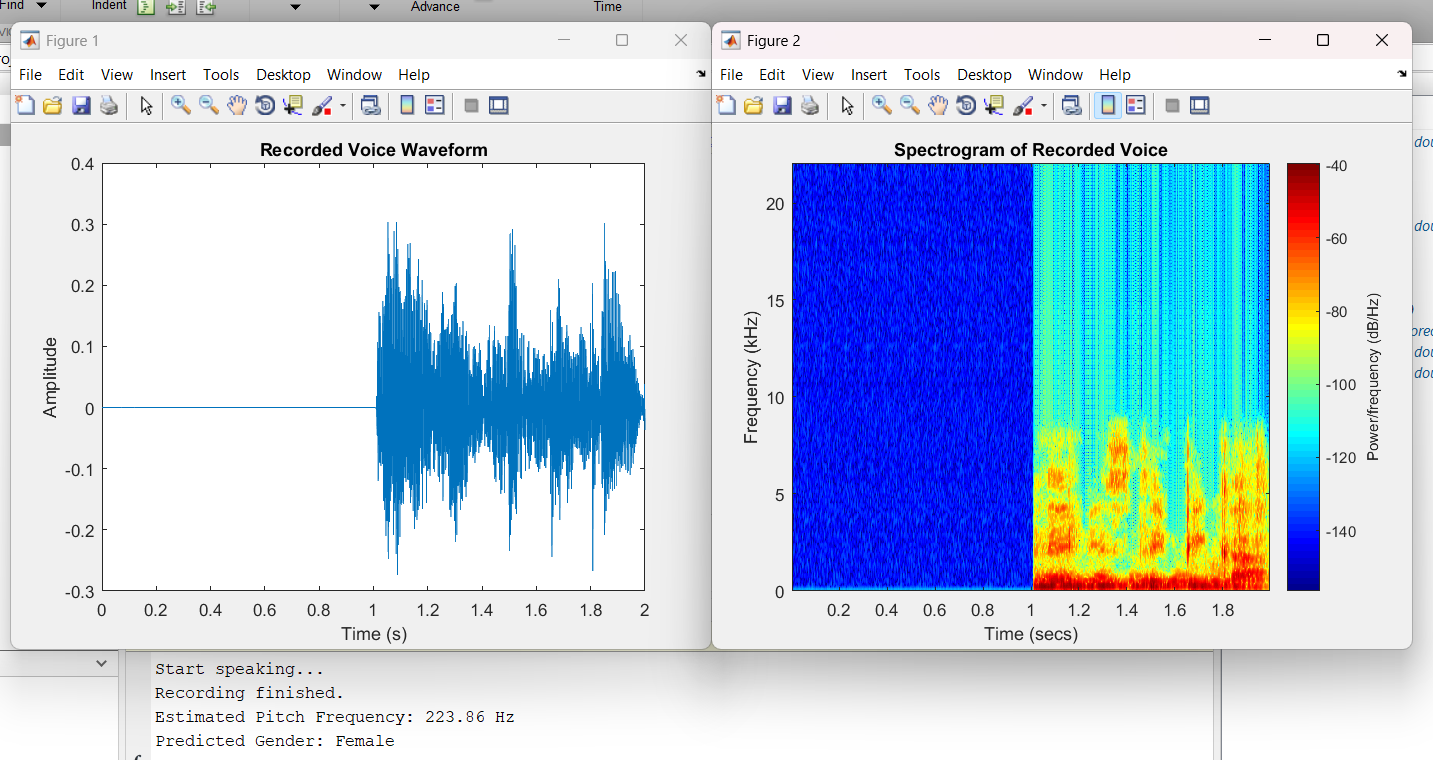 Find
Indent
Advance
Time
Figure 1
File Edit View Insert Tools Desktop Window Help
Recorded Voice Waveform
0.4
0.3
0.2
0.1
0
-0.1
-0.2
-0.3
Amplitude
0 0.2 0.4 0.6 0.8 1 1.2 1.4 1.6 1.8 2
Time (s)
Figure 2
File Edit View Insert Tools Desktop Window Help
Spectrogram of Recorded Voice
20
15
10
5
0
Frequency (kHz)
0.2 0.4 0.6 0.8 1 1.2 1.4 1.6 1.8
Time (secs)
-40
-60
-80
-100
-120
-140
Power/frequency (dB/Hz)
Start speaking...
Recording finished.
Estimated Pitch Frequency: 223.86 Hz
Predicted Gender: Female